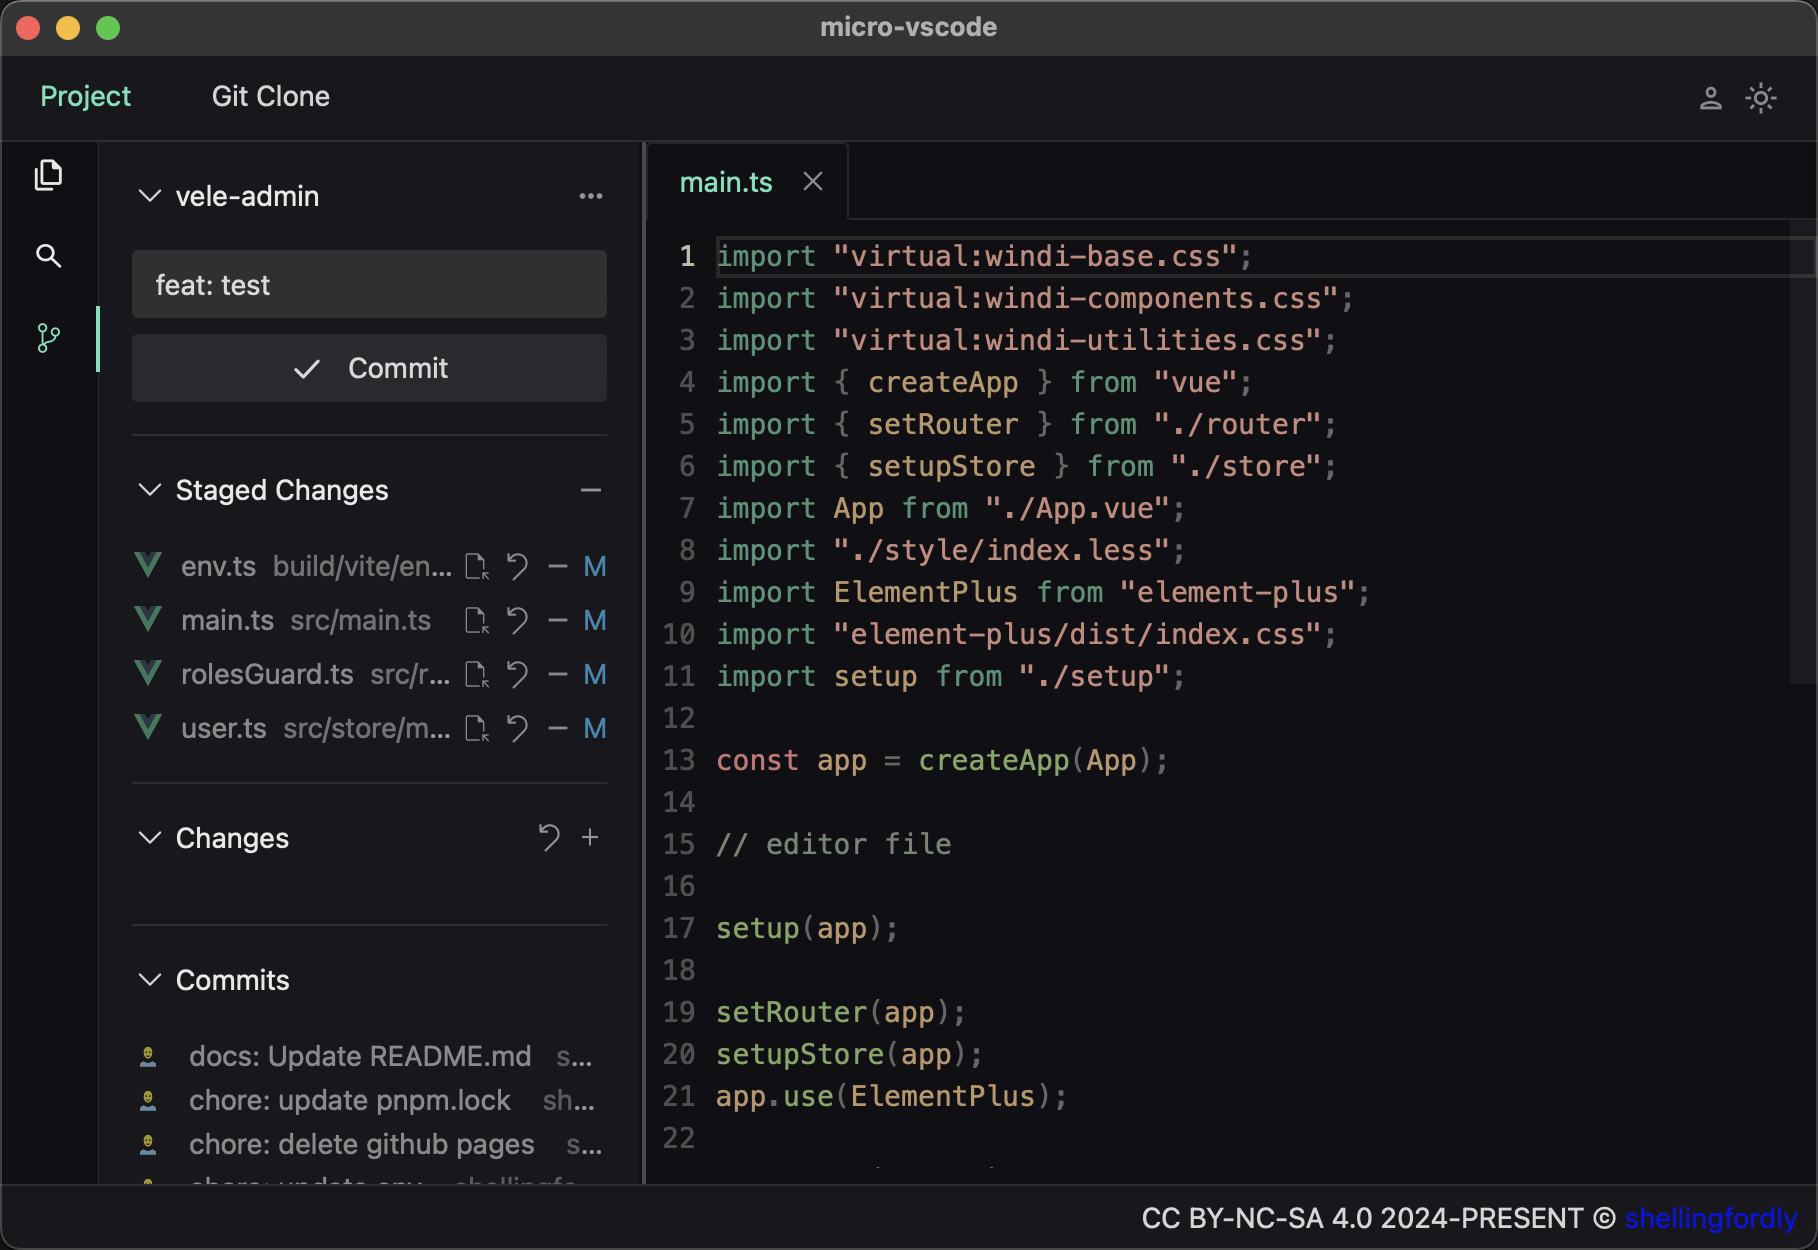 micro-vscode
Project
Git Clone
vele-admin
feat: test
Commit
Staged Changes
env.ts build/vite/en... M
main.ts src/main.ts M
rolesGuard.ts src/r... M
user.ts src/store/m... M
Changes
Commits
docs: Update README.md s...
chore: update pnpm.lock sh...
chore: delete github pages s...
main.ts
1 import "virtual:windi-base.css";
2 import "virtual:windi-components.css";
3 import "virtual:windi-utilities.css";
4 import { createApp } from "vue";
5 import { setRouter } from "./router";
6 import { setupStore } from "./store";
7 import App from "./App.vue";
8 import "./style/index.less";
9 import ElementPlus from "element-plus";
10 import "element-plus/dist/index.css";
11 import setup from "./setup";
12
13 const app = createApp(App);
14
15 // editor file
16
17 setup(app);
18
19 setRouter(app);
20 setupStore(app);
21 app.use(ElementPlus);
22
CC BY-NC-SA 4.0 2024-PRESENT © shellingfordly